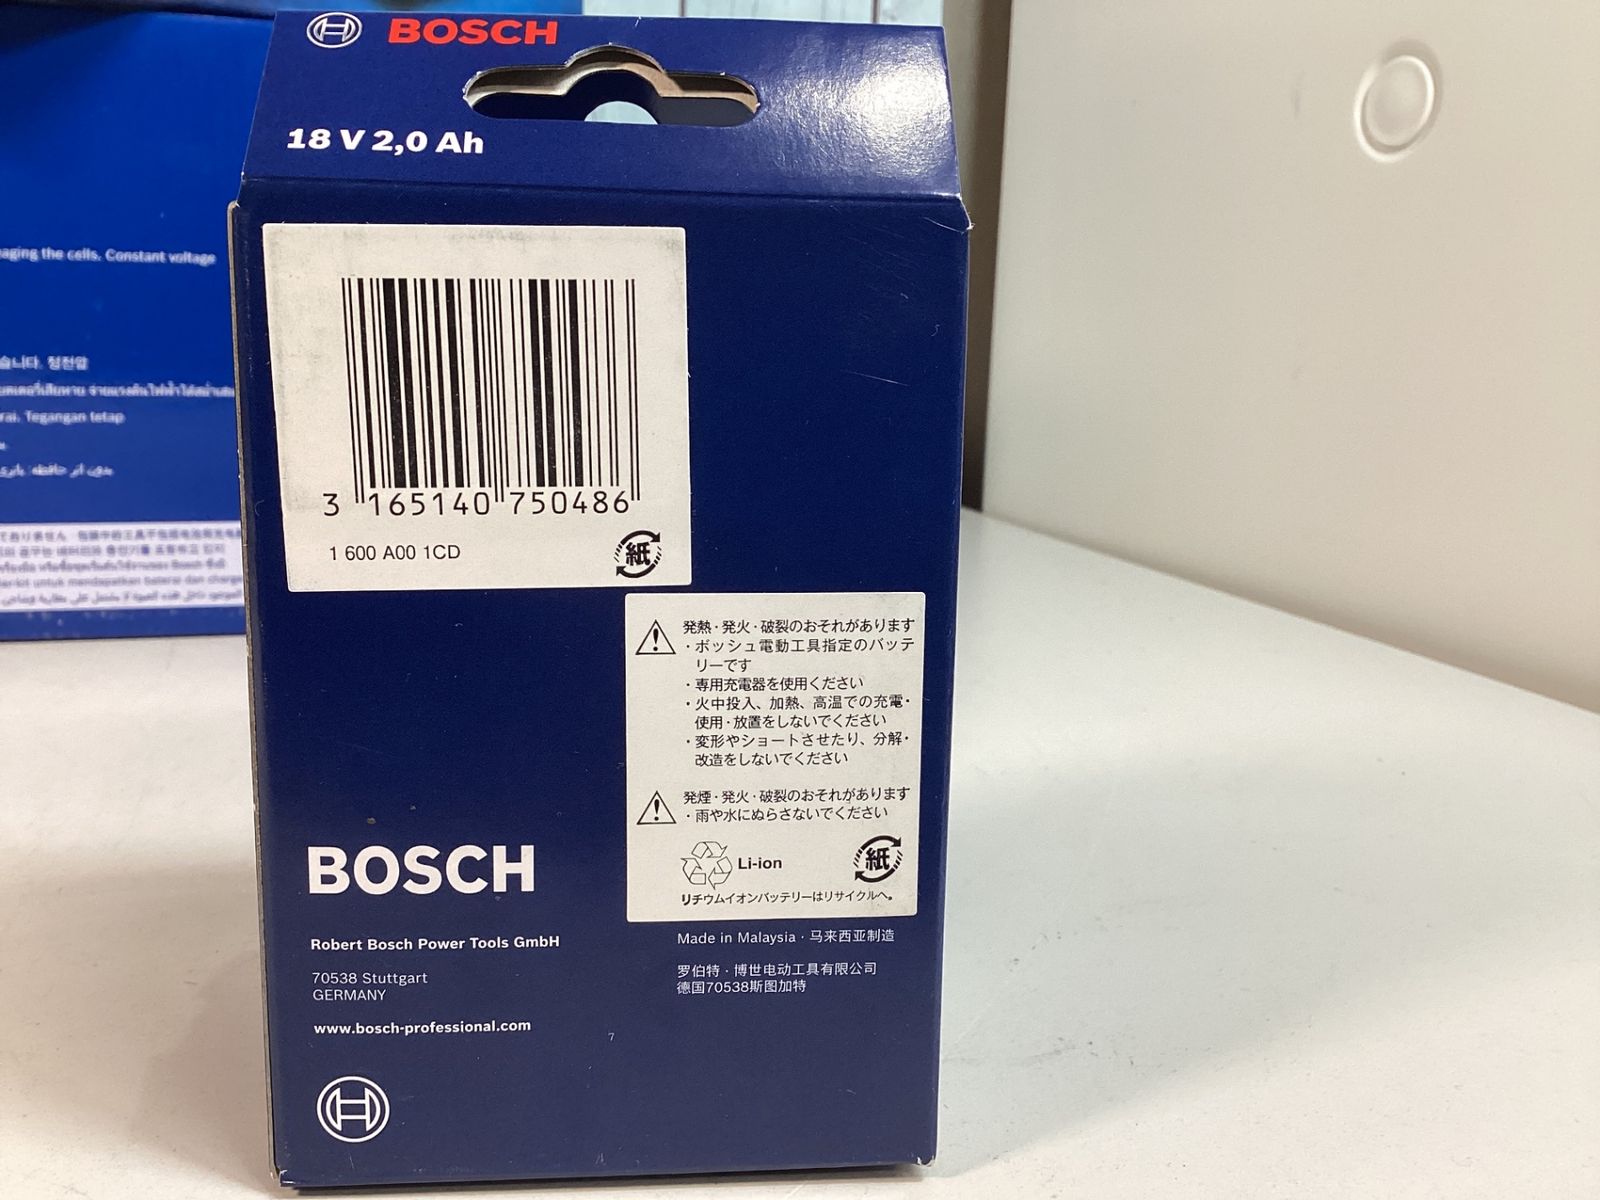 BOSCH
18 V 2,0 Ah
3 165140 750486
1 600 A00 1CD
紙
発熱・発火・破裂のおそれがあります
・ボッシュ電動工具指定のバッテ
リーです
・専用充電器を使用ください
・火中投入、加熱、高温での充電・
使用・放置をしないでください
・変形やショートさせたり、分解・
改造をしないでください
発煙・発火・破裂のおそれがあります
・雨や水にぬらさないでください
Li-ion
紙
リチウムイオンバッテリーはリサイクルへ。
BOSCH
Robert Bosch Power Tools GmbH
70538 Stuttgart
GERMANY
www.bosch-professional.com
Made in Malaysia · 马来西亚制造
罗伯特·博世电动工具有限公司
德国70538斯图加特
7
aging the cells. Constant voltage
습니다. 정전압
rai. Tegangan tetap